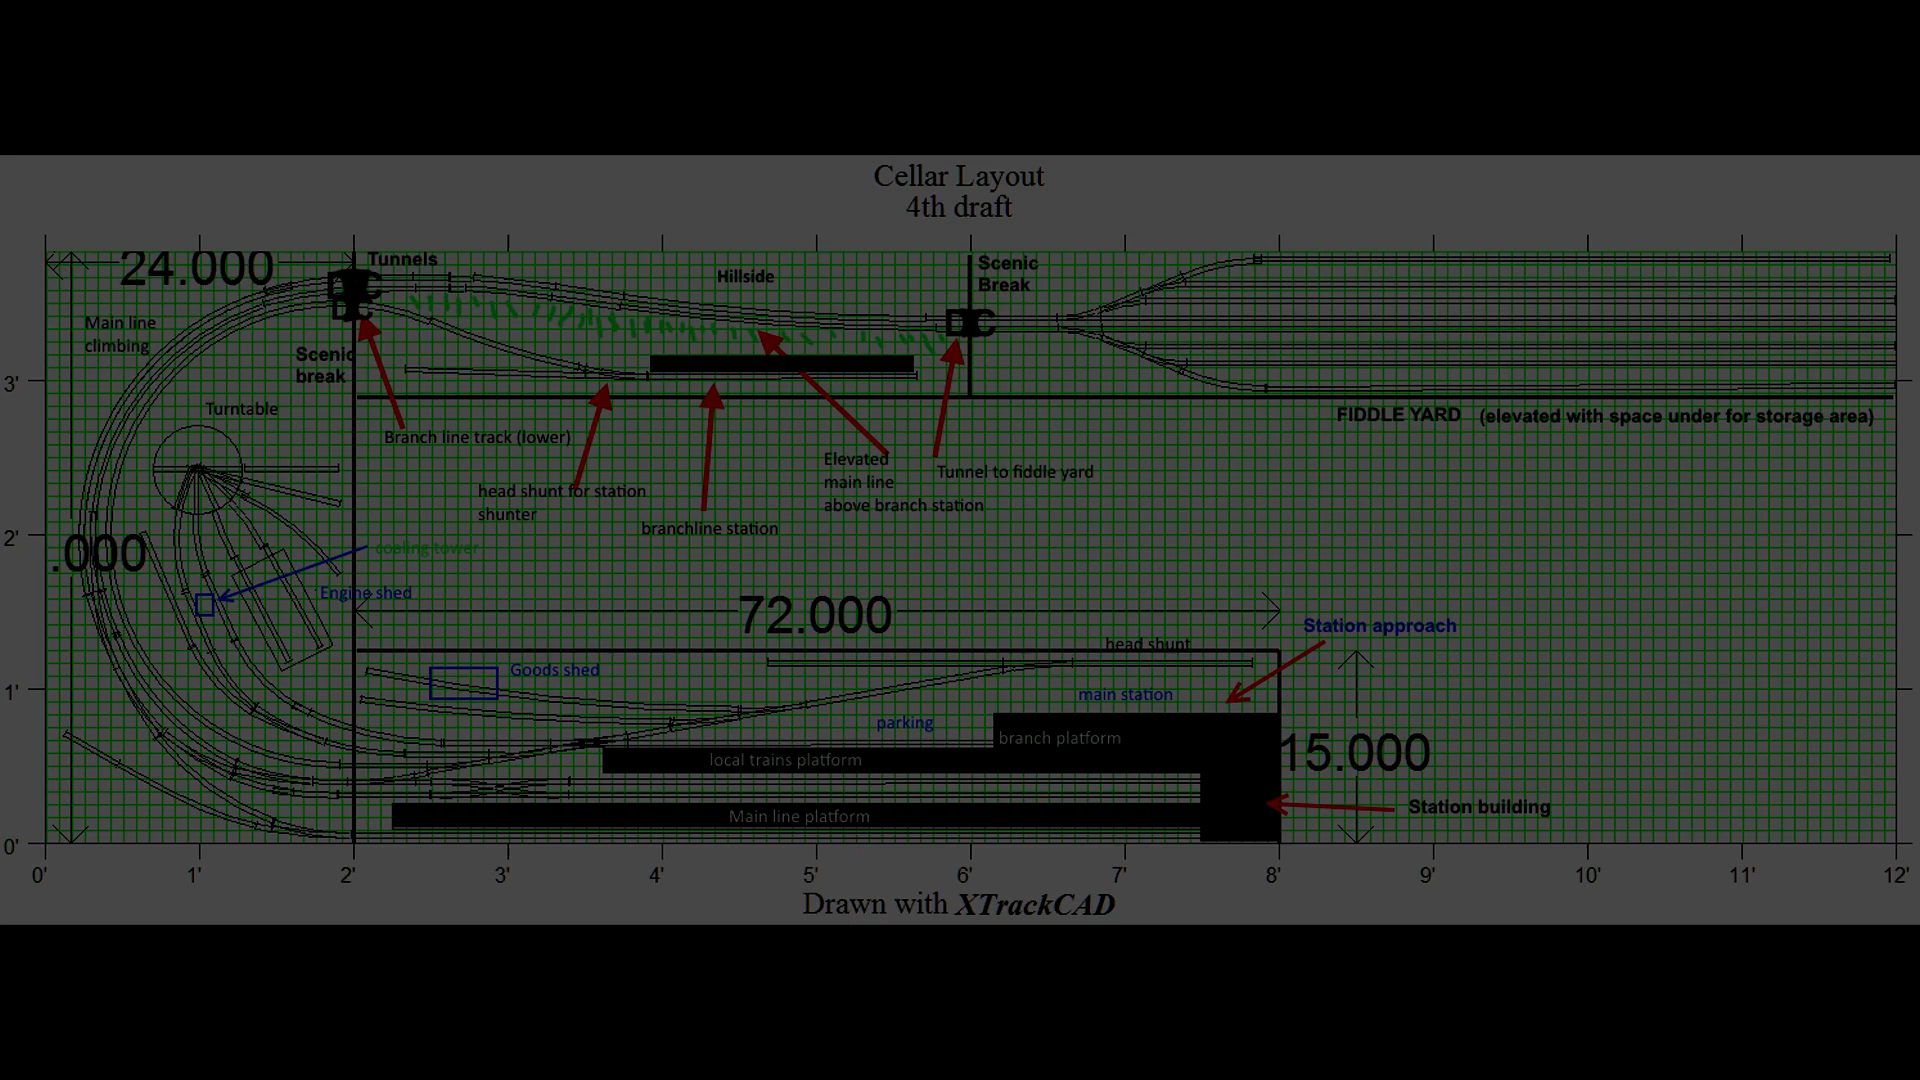 Cellar Layout
4th draft
24.000
Tunnels
Hillside
Scenic
Break
Main line
climbing
Scenic
break
3'
Turntable
Branch line track (lower)
FIDDLE YARD (elevated with space under for storage area)
Elevated
main line
above branch station
Tunnel to fiddle yard
head shunt for station
shunter
branchline station
2'
.000
coaling tower
Engine shed
72.000
Station approach
head shunt
Goods shed
1'
main station
parking
branch platform
local trains platform
15.000
Station building
Main line platform
0'
0' 1' 2' 3' 4' 5' 6' 7' 8' 9' 10' 11' 12'
Drawn with XTrackCAD